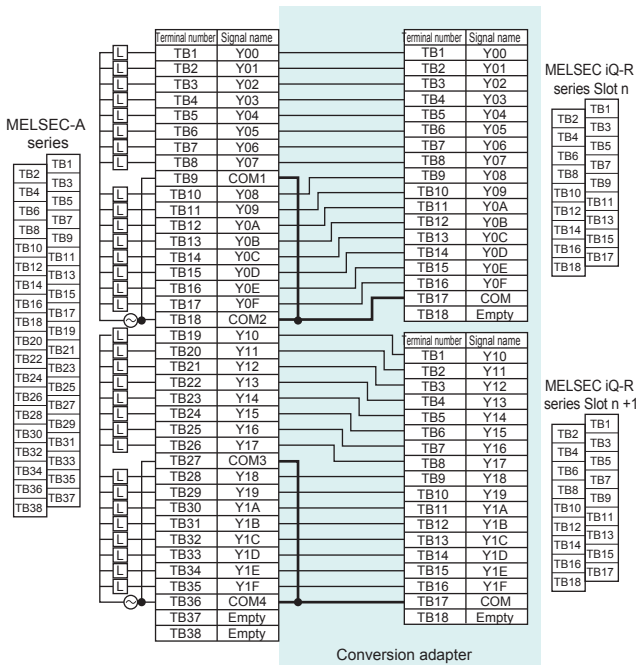 MELSEC-A
series
TB1
TB2
TB3
TB4
TB5
TB6
TB7
TB8
TB9
TB10
TB11
TB12
TB13
TB14
TB15
TB16
TB17
TB18
TB19
TB20
TB21
TB22
TB23
TB24
TB25
TB26
TB27
TB28
TB29
TB30
TB31
TB32
TB33
TB34
TB35
TB36
TB37
TB38
Terminal number Signal name
L TB1 Y00
L TB2 Y01
L TB3 Y02
L TB4 Y03
L TB5 Y04
L TB6 Y05
L TB7 Y06
L TB8 Y07
TB9 COM1
L TB10 Y08
L TB11 Y09
L TB12 Y0A
L TB13 Y0B
L TB14 Y0C
L TB15 Y0D
L TB16 Y0E
L TB17 Y0F
TB18 COM2
L TB19 Y10
L TB20 Y11
L TB21 Y12
L TB22 Y13
L TB23 Y14
L TB24 Y15
L TB25 Y16
L TB26 Y17
TB27 COM3
L TB28 Y18
L TB29 Y19
L TB30 Y1A
L TB31 Y1B
L TB32 Y1C
L TB33 Y1D
L TB34 Y1E
L TB35 Y1F
TB36 COM4
TB37 Empty
TB38 Empty
Terminal number Signal name
TB1 Y00
TB2 Y01
TB3 Y02
TB4 Y03
TB5 Y04
TB6 Y05
TB7 Y06
TB8 Y07
TB9 Y08
TB10 Y09
TB11 Y0A
TB12 Y0B
TB13 Y0C
TB14 Y0D
TB15 Y0E
TB16 Y0F
TB17 COM
TB18 Empty
Terminal number Signal name
TB1 Y10
TB2 Y11
TB3 Y12
TB4 Y13
TB5 Y14
TB6 Y15
TB7 Y16
TB8 Y17
TB9 Y18
TB10 Y19
TB11 Y1A
TB12 Y1B
TB13 Y1C
TB14 Y1D
TB15 Y1E
TB16 Y1F
TB17 COM
TB18 Empty
Conversion adapter
MELSEC iQ-R
series Slot n
TB1
TB2
TB3
TB4
TB5
TB6
TB7
TB8
TB9
TB10
TB11
TB12
TB13
TB14
TB15
TB16
TB17
TB18
MELSEC iQ-R
series Slot n +1
TB1
TB2
TB3
TB4
TB5
TB6
TB7
TB8
TB9
TB10
TB11
TB12
TB13
TB14
TB15
TB16
TB17
TB18